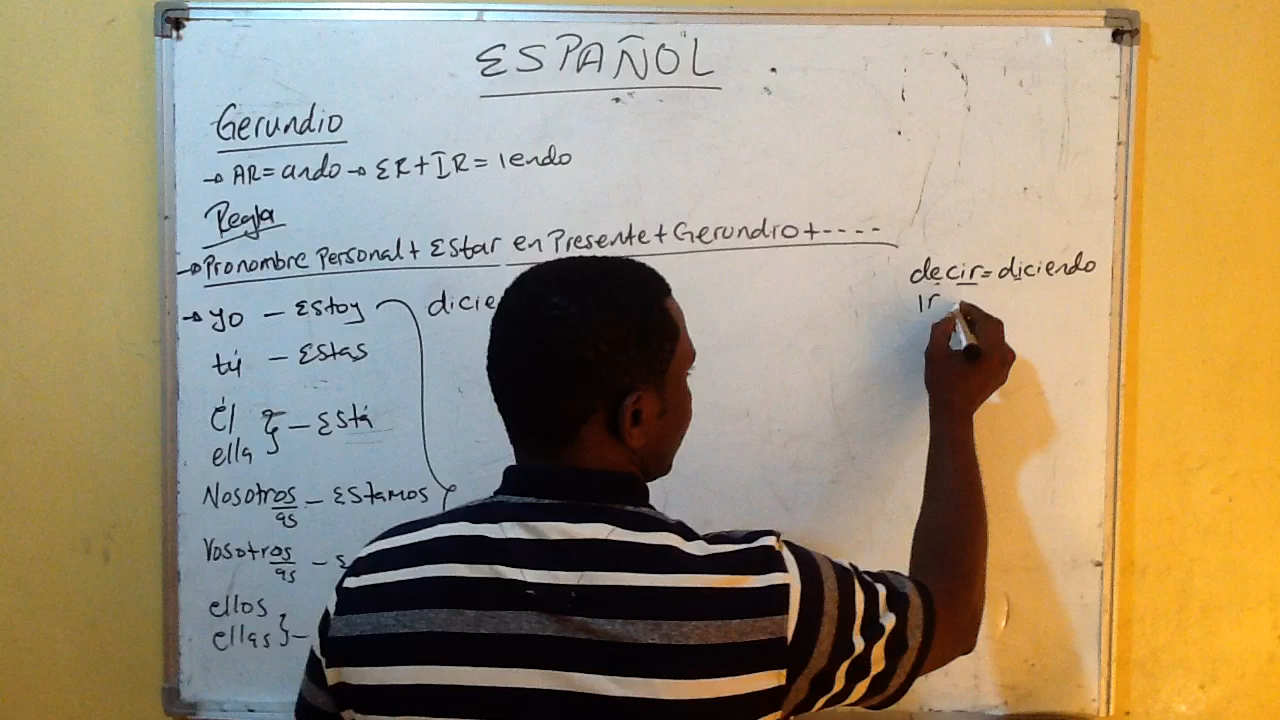 ESPAÑOL
Gerundio
→ AR = ando → ER + IR = iendo
Regla
→ Pronombre Personal + Estar en Presente + Gerundio + ----
→ yo - Estoy
tú - Estas
Él
ella } - Está
Nosotros/as - Estamos
Vosotros/as -
ellos
ellas } -
decir = diciendo
Ir